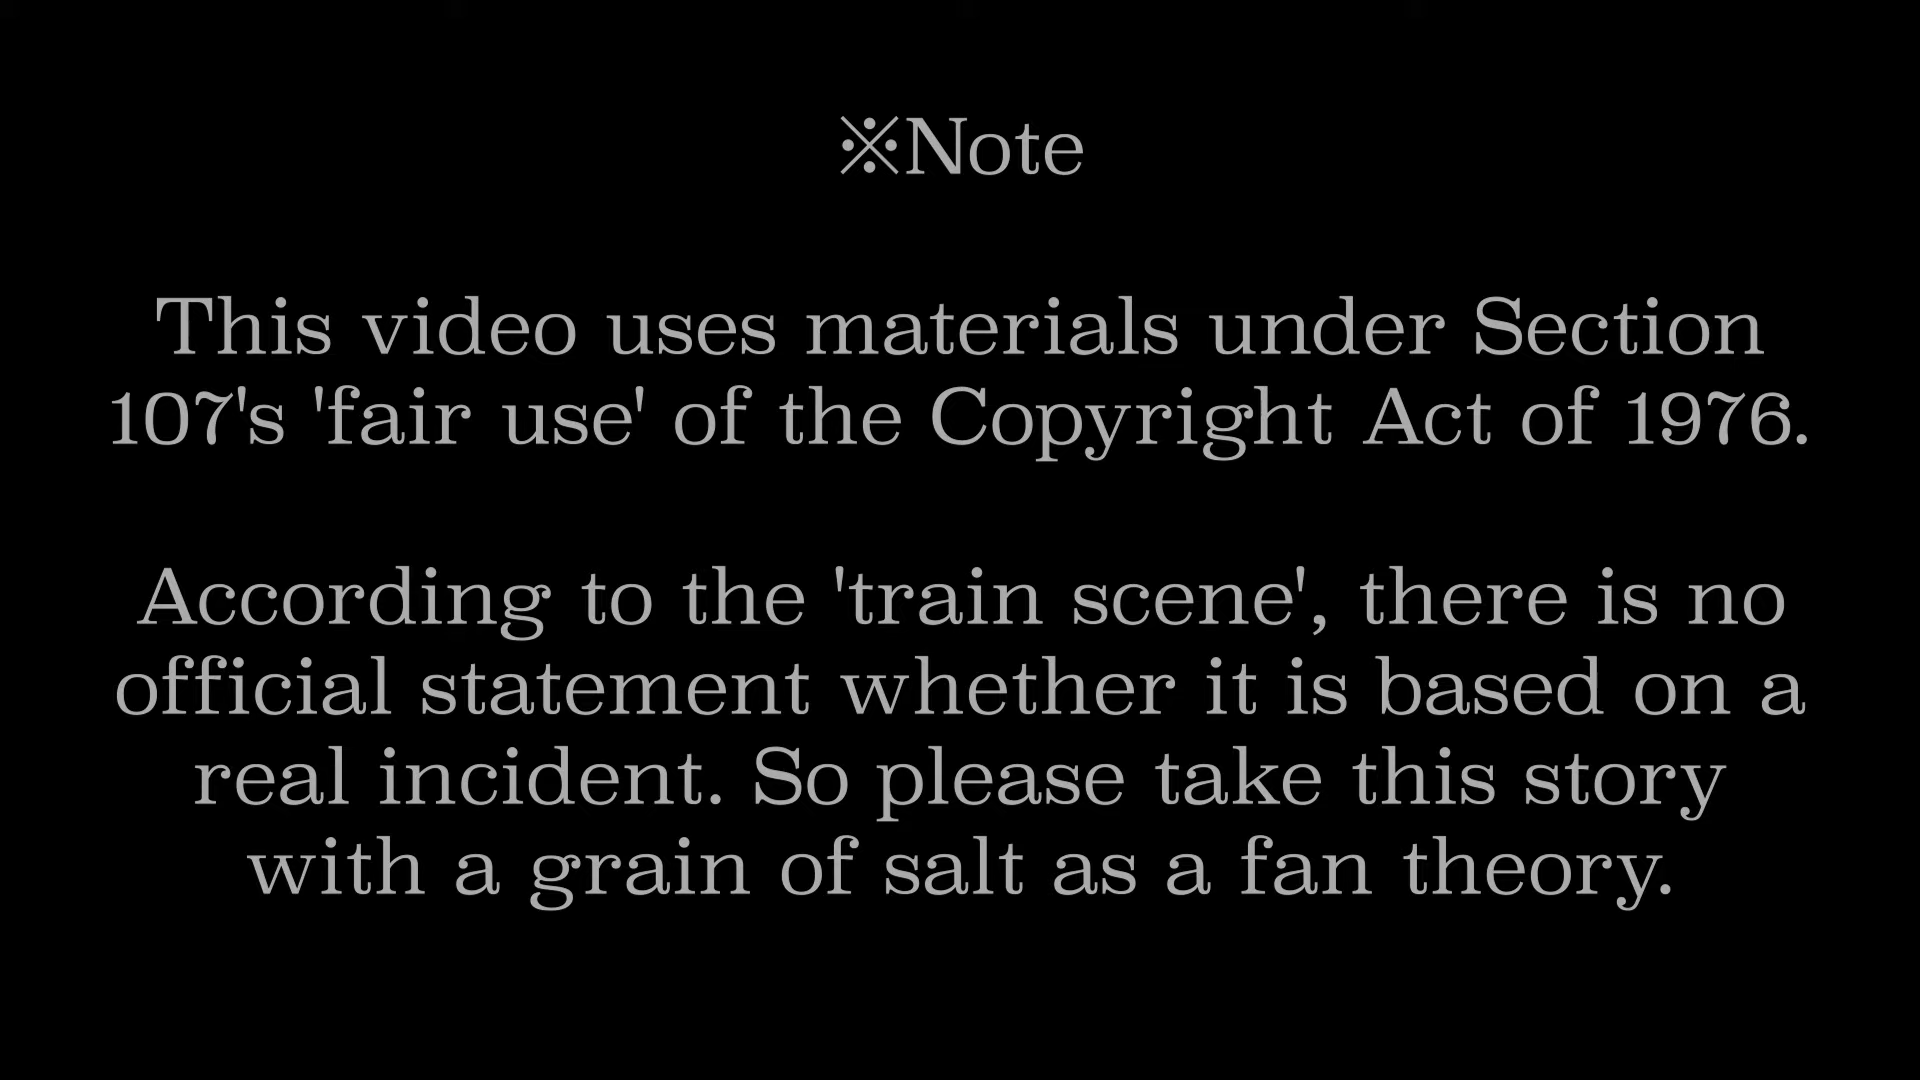 ※Note
This video uses materials under Section
107's 'fair use' of the Copyright Act of 1976.
According to the 'train scene', there is no
official statement whether it is based on a
real incident. So please take this story
with a grain of salt as a fan theory.